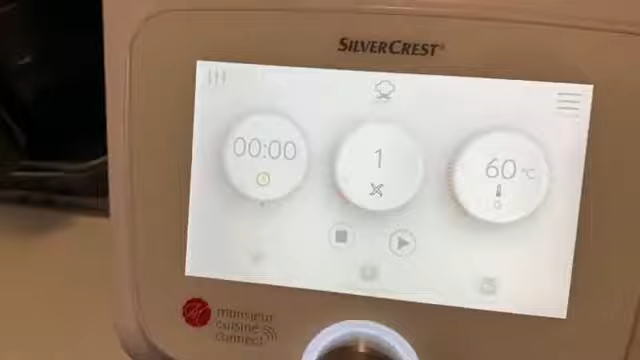 SILVERCREST®
00:00
1
60 °C
monsieur
cuisine
connect